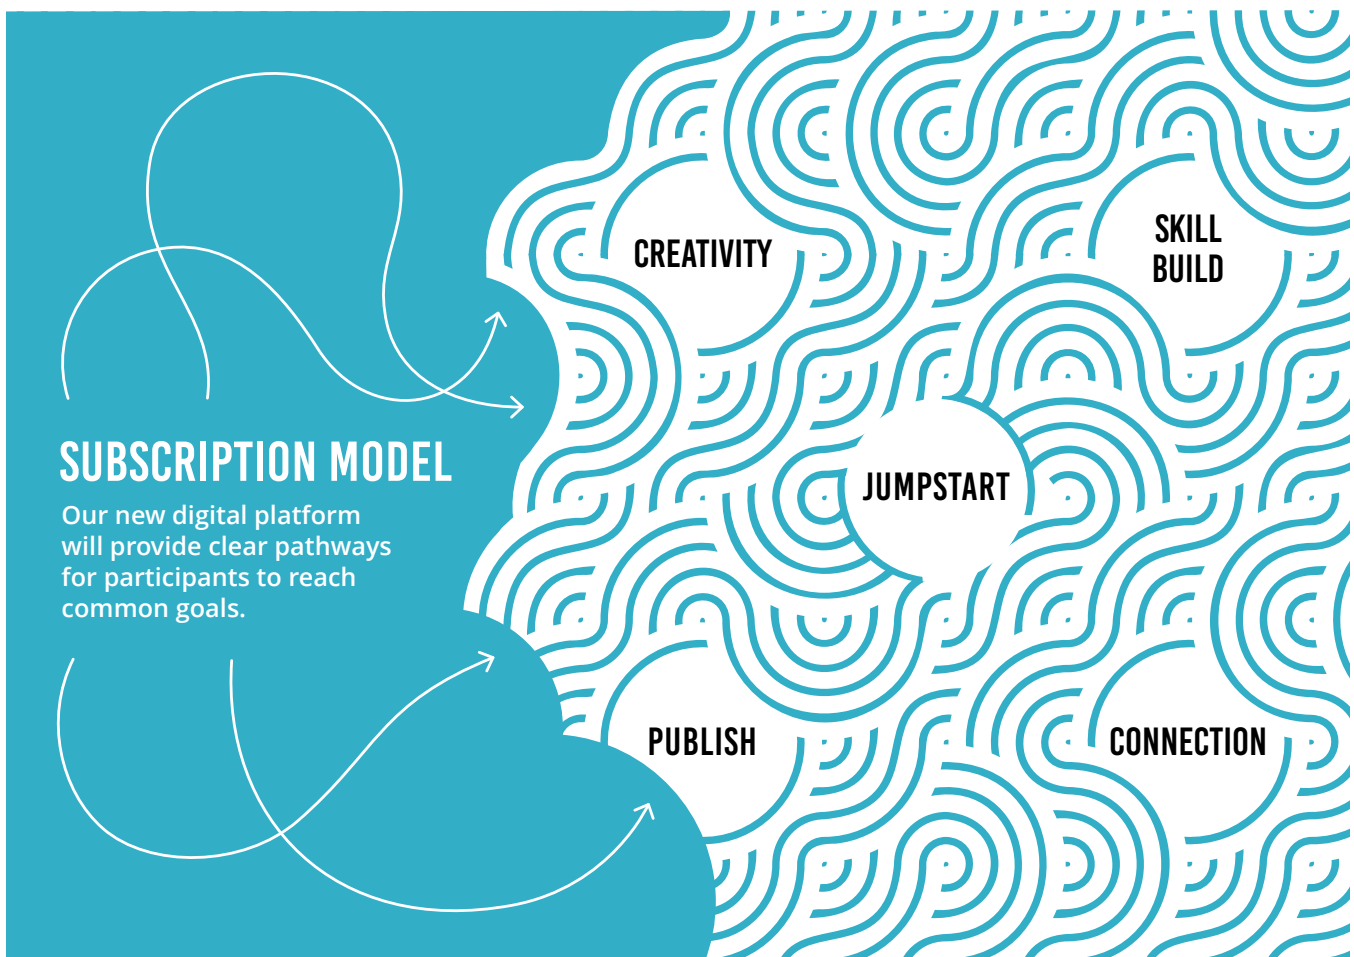 SUBSCRIPTION MODEL
Our new digital platform
will provide clear pathways
for participants to reach
common goals.
CREATIVITY
SKILL
BUILD
JUMPSTART
PUBLISH
CONNECTION